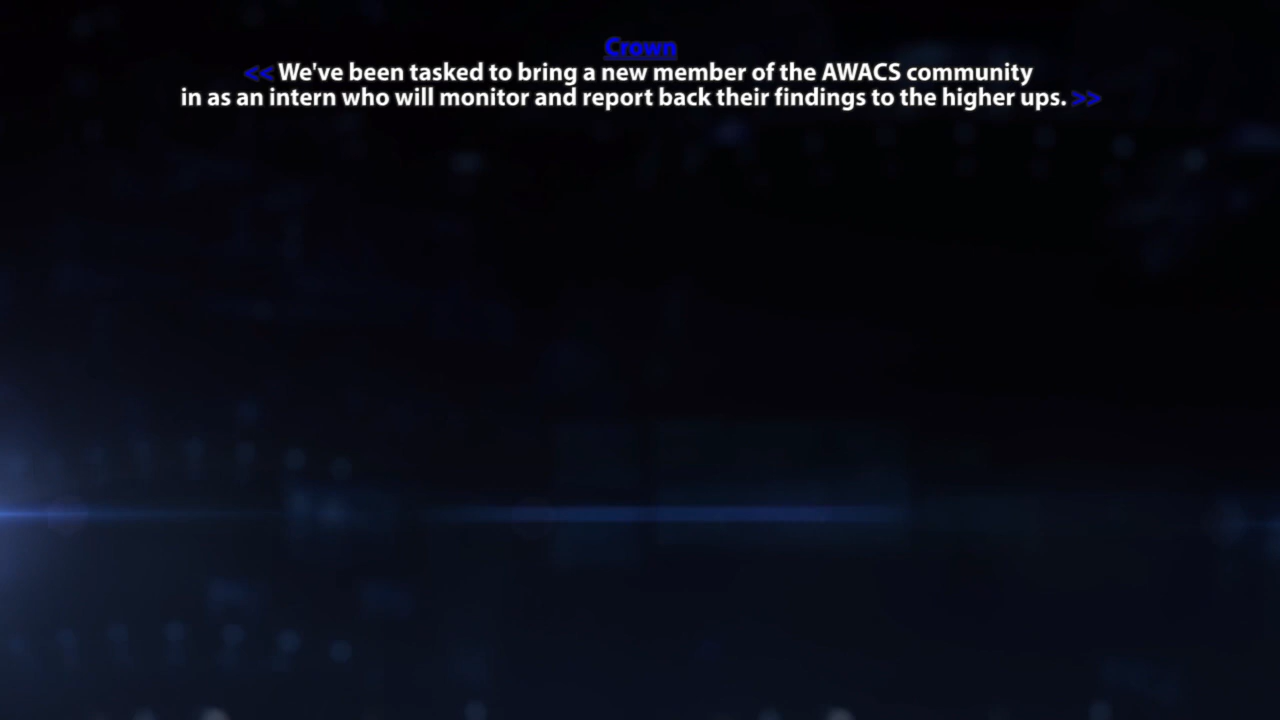 Crown
<< We've been tasked to bring a new member of the AWACS community
in as an intern who will monitor and report back their findings to the higher ups. >>